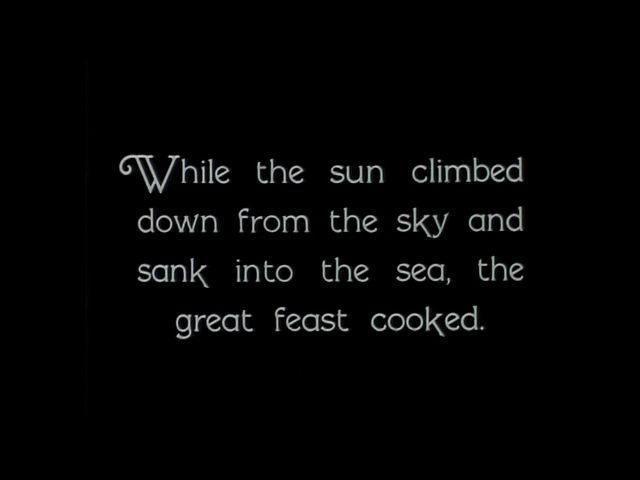 While the sun climbed
down from the sky and
sank into the sea, the
great feast cooked.